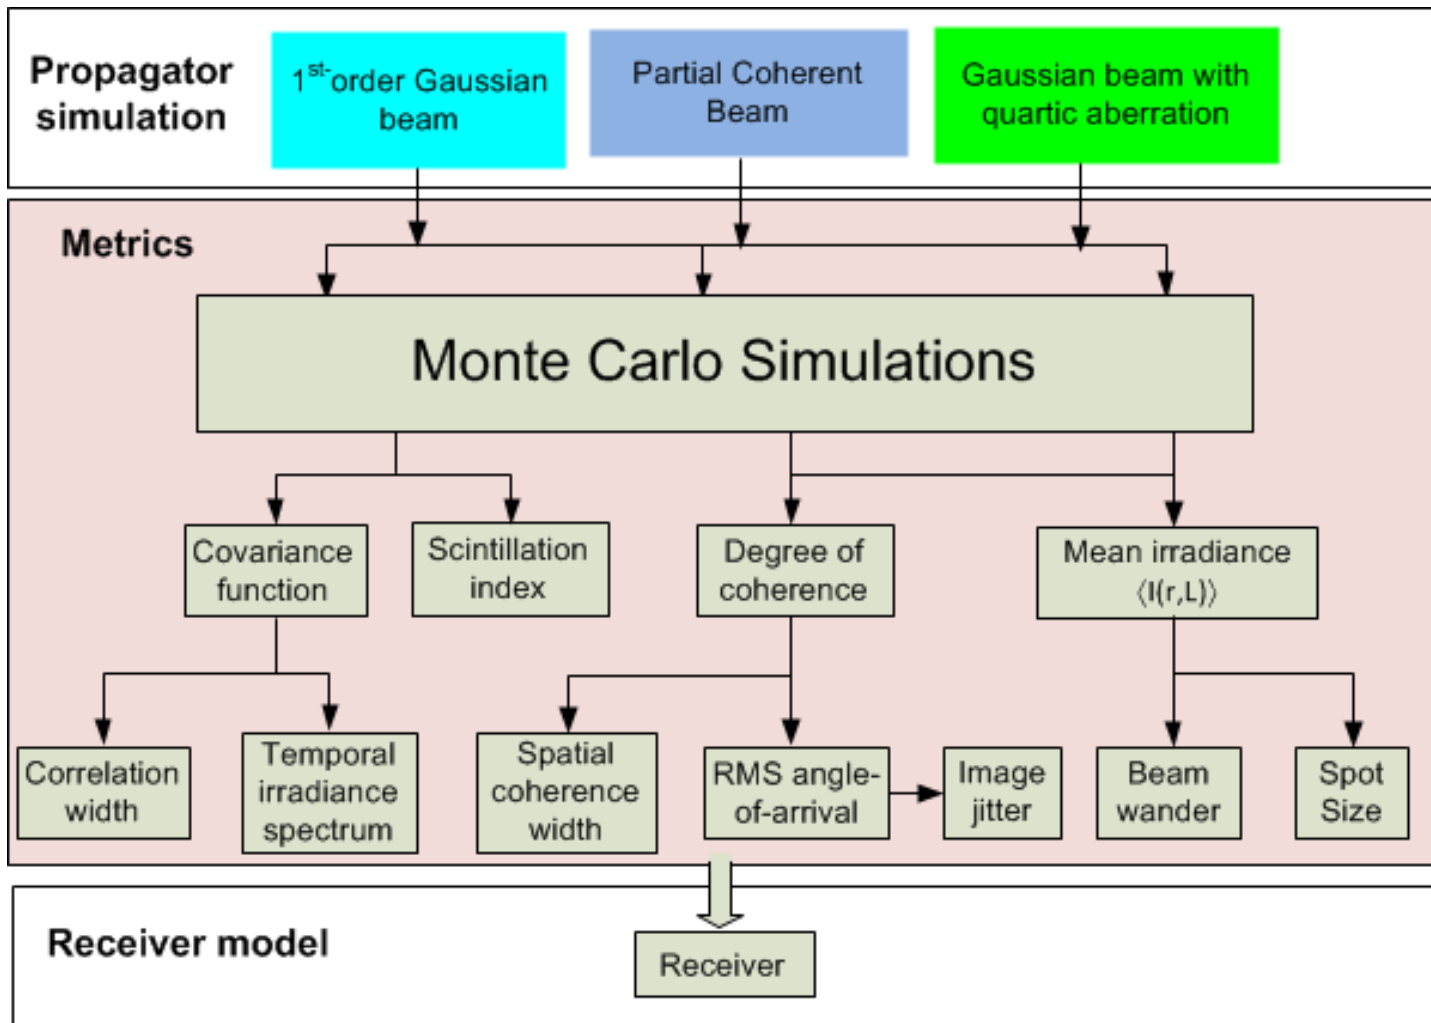 Propagator
simulation
1st-order Gaussian
beam
Partial Coherent
Beam
Gaussian beam with
quartic aberration
Metrics
Monte Carlo Simulations
Covariance
function
Scintillation
index
Degree of
coherence
Mean irradiance
⟨I(r,L)⟩
Correlation
width
Temporal
irradiance
spectrum
Spatial
coherence
width
RMS angle-
of-arrival
Image
jitter
Beam
wander
Spot
Size
Receiver model
Receiver